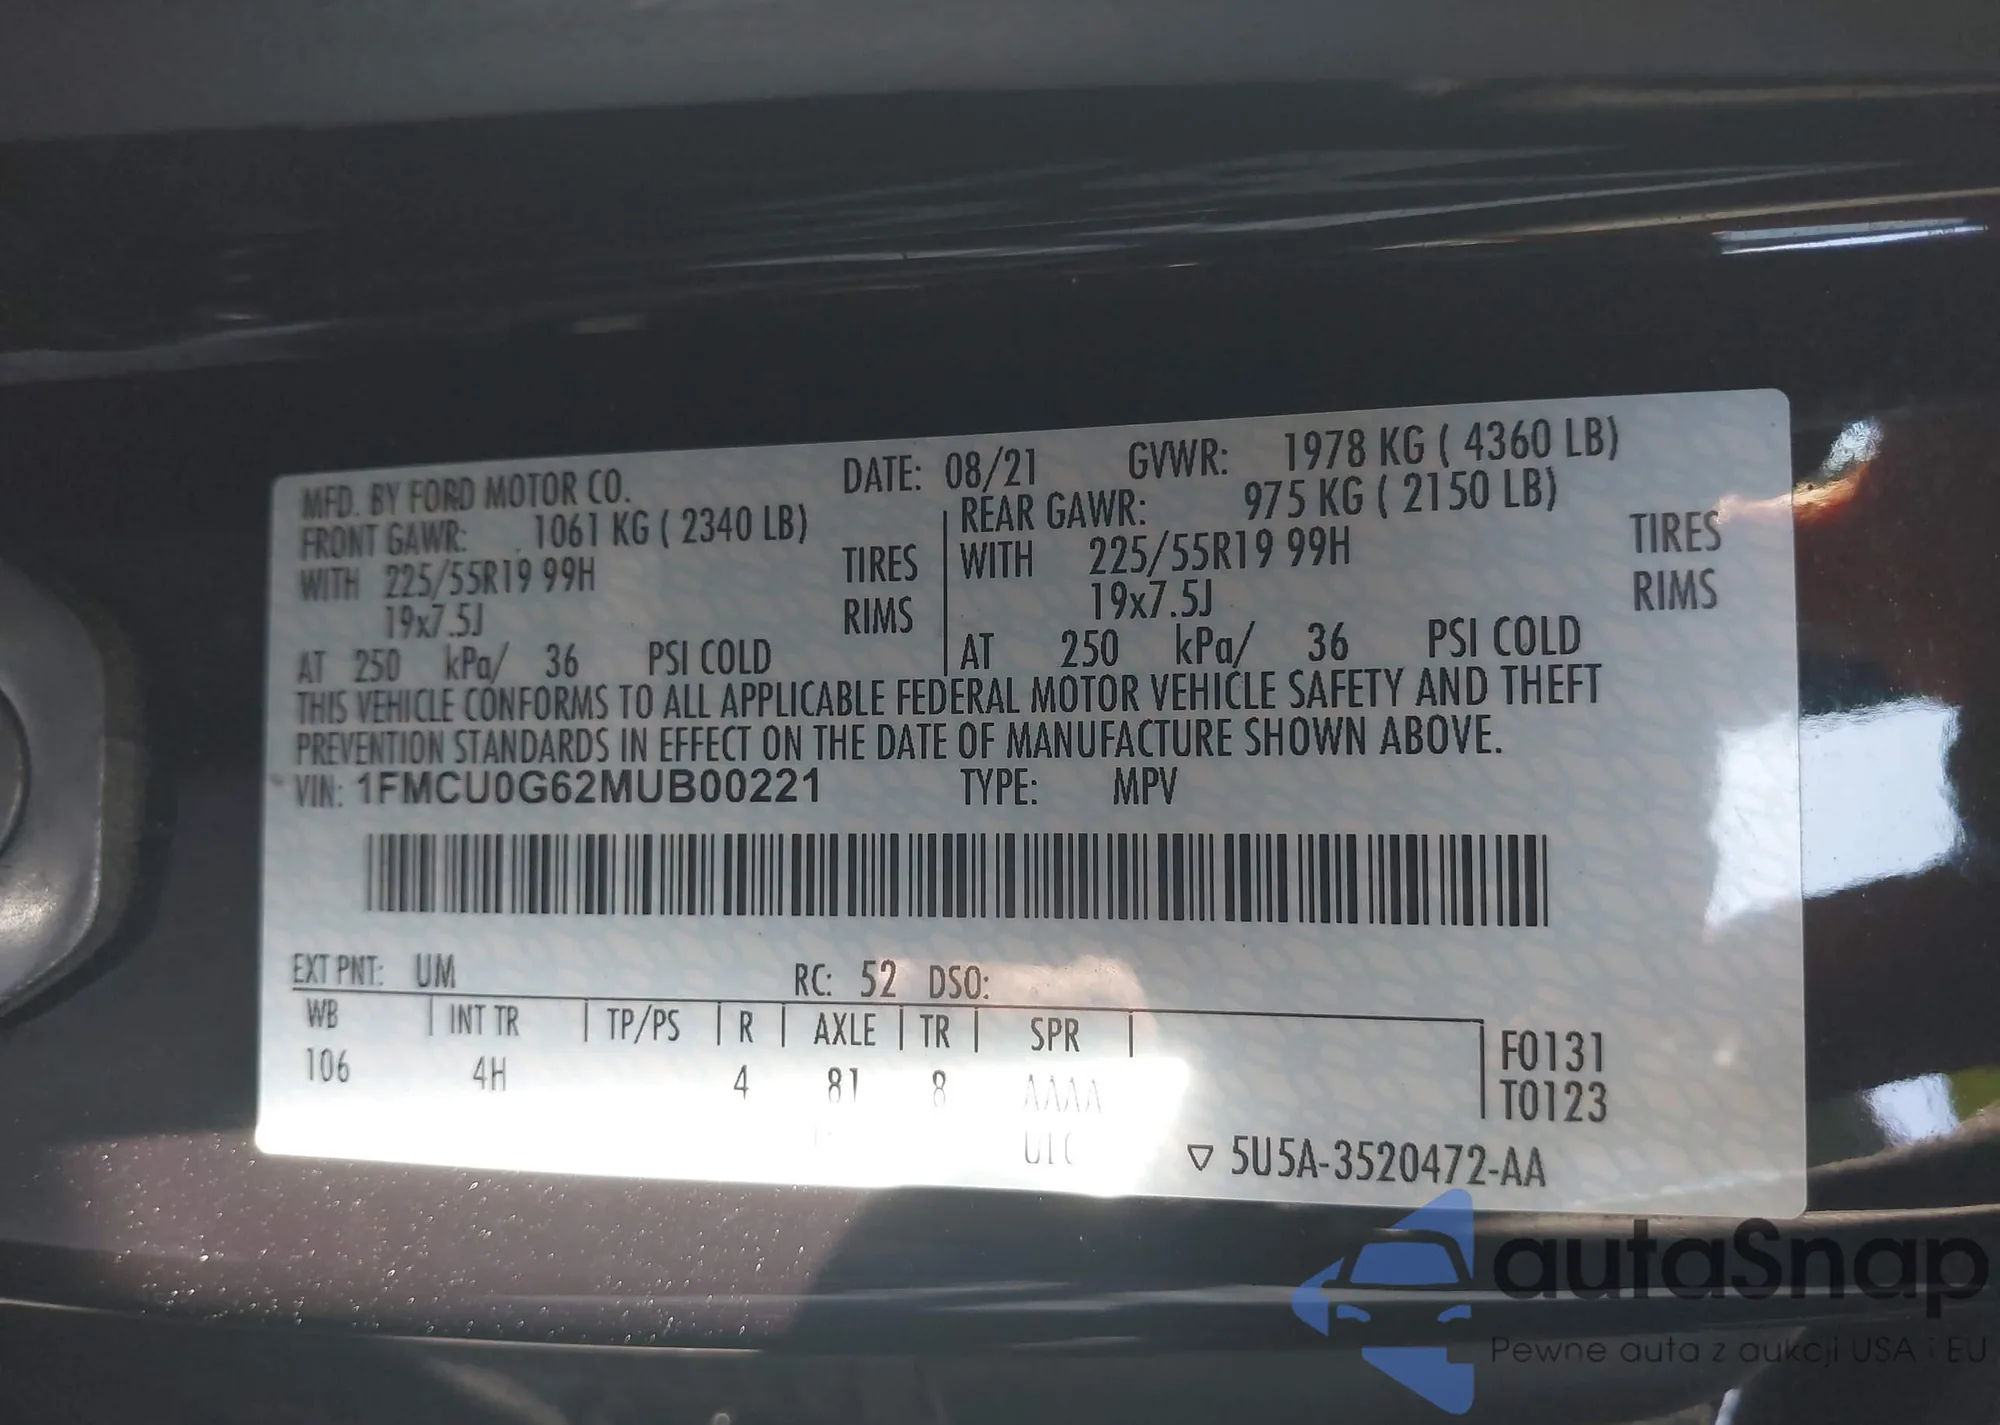 MFD. BY FORD MOTOR CO. DATE: 08/21 GVWR: 1978 KG ( 4360 LB)
FRONT GAWR: 1061 KG ( 2340 LB) REAR GAWR: 975 KG ( 2150 LB)
WITH 225/55R19 99H TIRES WITH 225/55R19 99H TIRES
19x7.5J RIMS 19x7.5J RIMS
AT 250 kPa/ 36 PSI COLD AT 250 kPa/ 36 PSI COLD
THIS VEHICLE CONFORMS TO ALL APPLICABLE FEDERAL MOTOR VEHICLE SAFETY AND THEFT
PREVENTION STANDARDS IN EFFECT ON THE DATE OF MANUFACTURE SHOWN ABOVE.
VIN: 1FMCU0G62MUB00221 TYPE: MPV
EXT PNT: UM RC: 52 DSO:
WB INT TR TP/PS R AXLE TR SPR F0131
106 4H 4 81 8 T0123
▽ 5U5A-3520472-AA
autaSnap
Pewne auta z aukcji USA i EU